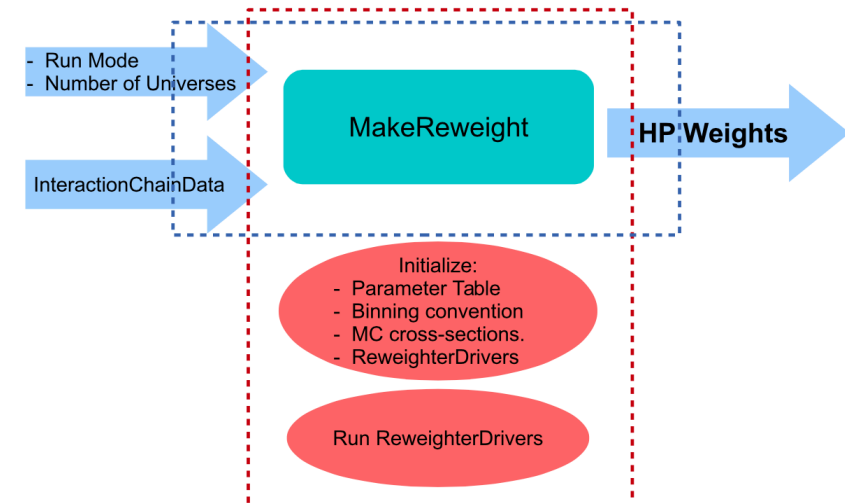 - Run Mode
- Number of Universes
InteractionChainData
MakeReweight
HP Weights
Initialize:
- Parameter Table
- Binning convention
- MC cross-sections.
- ReweighterDrivers
Run ReweighterDrivers